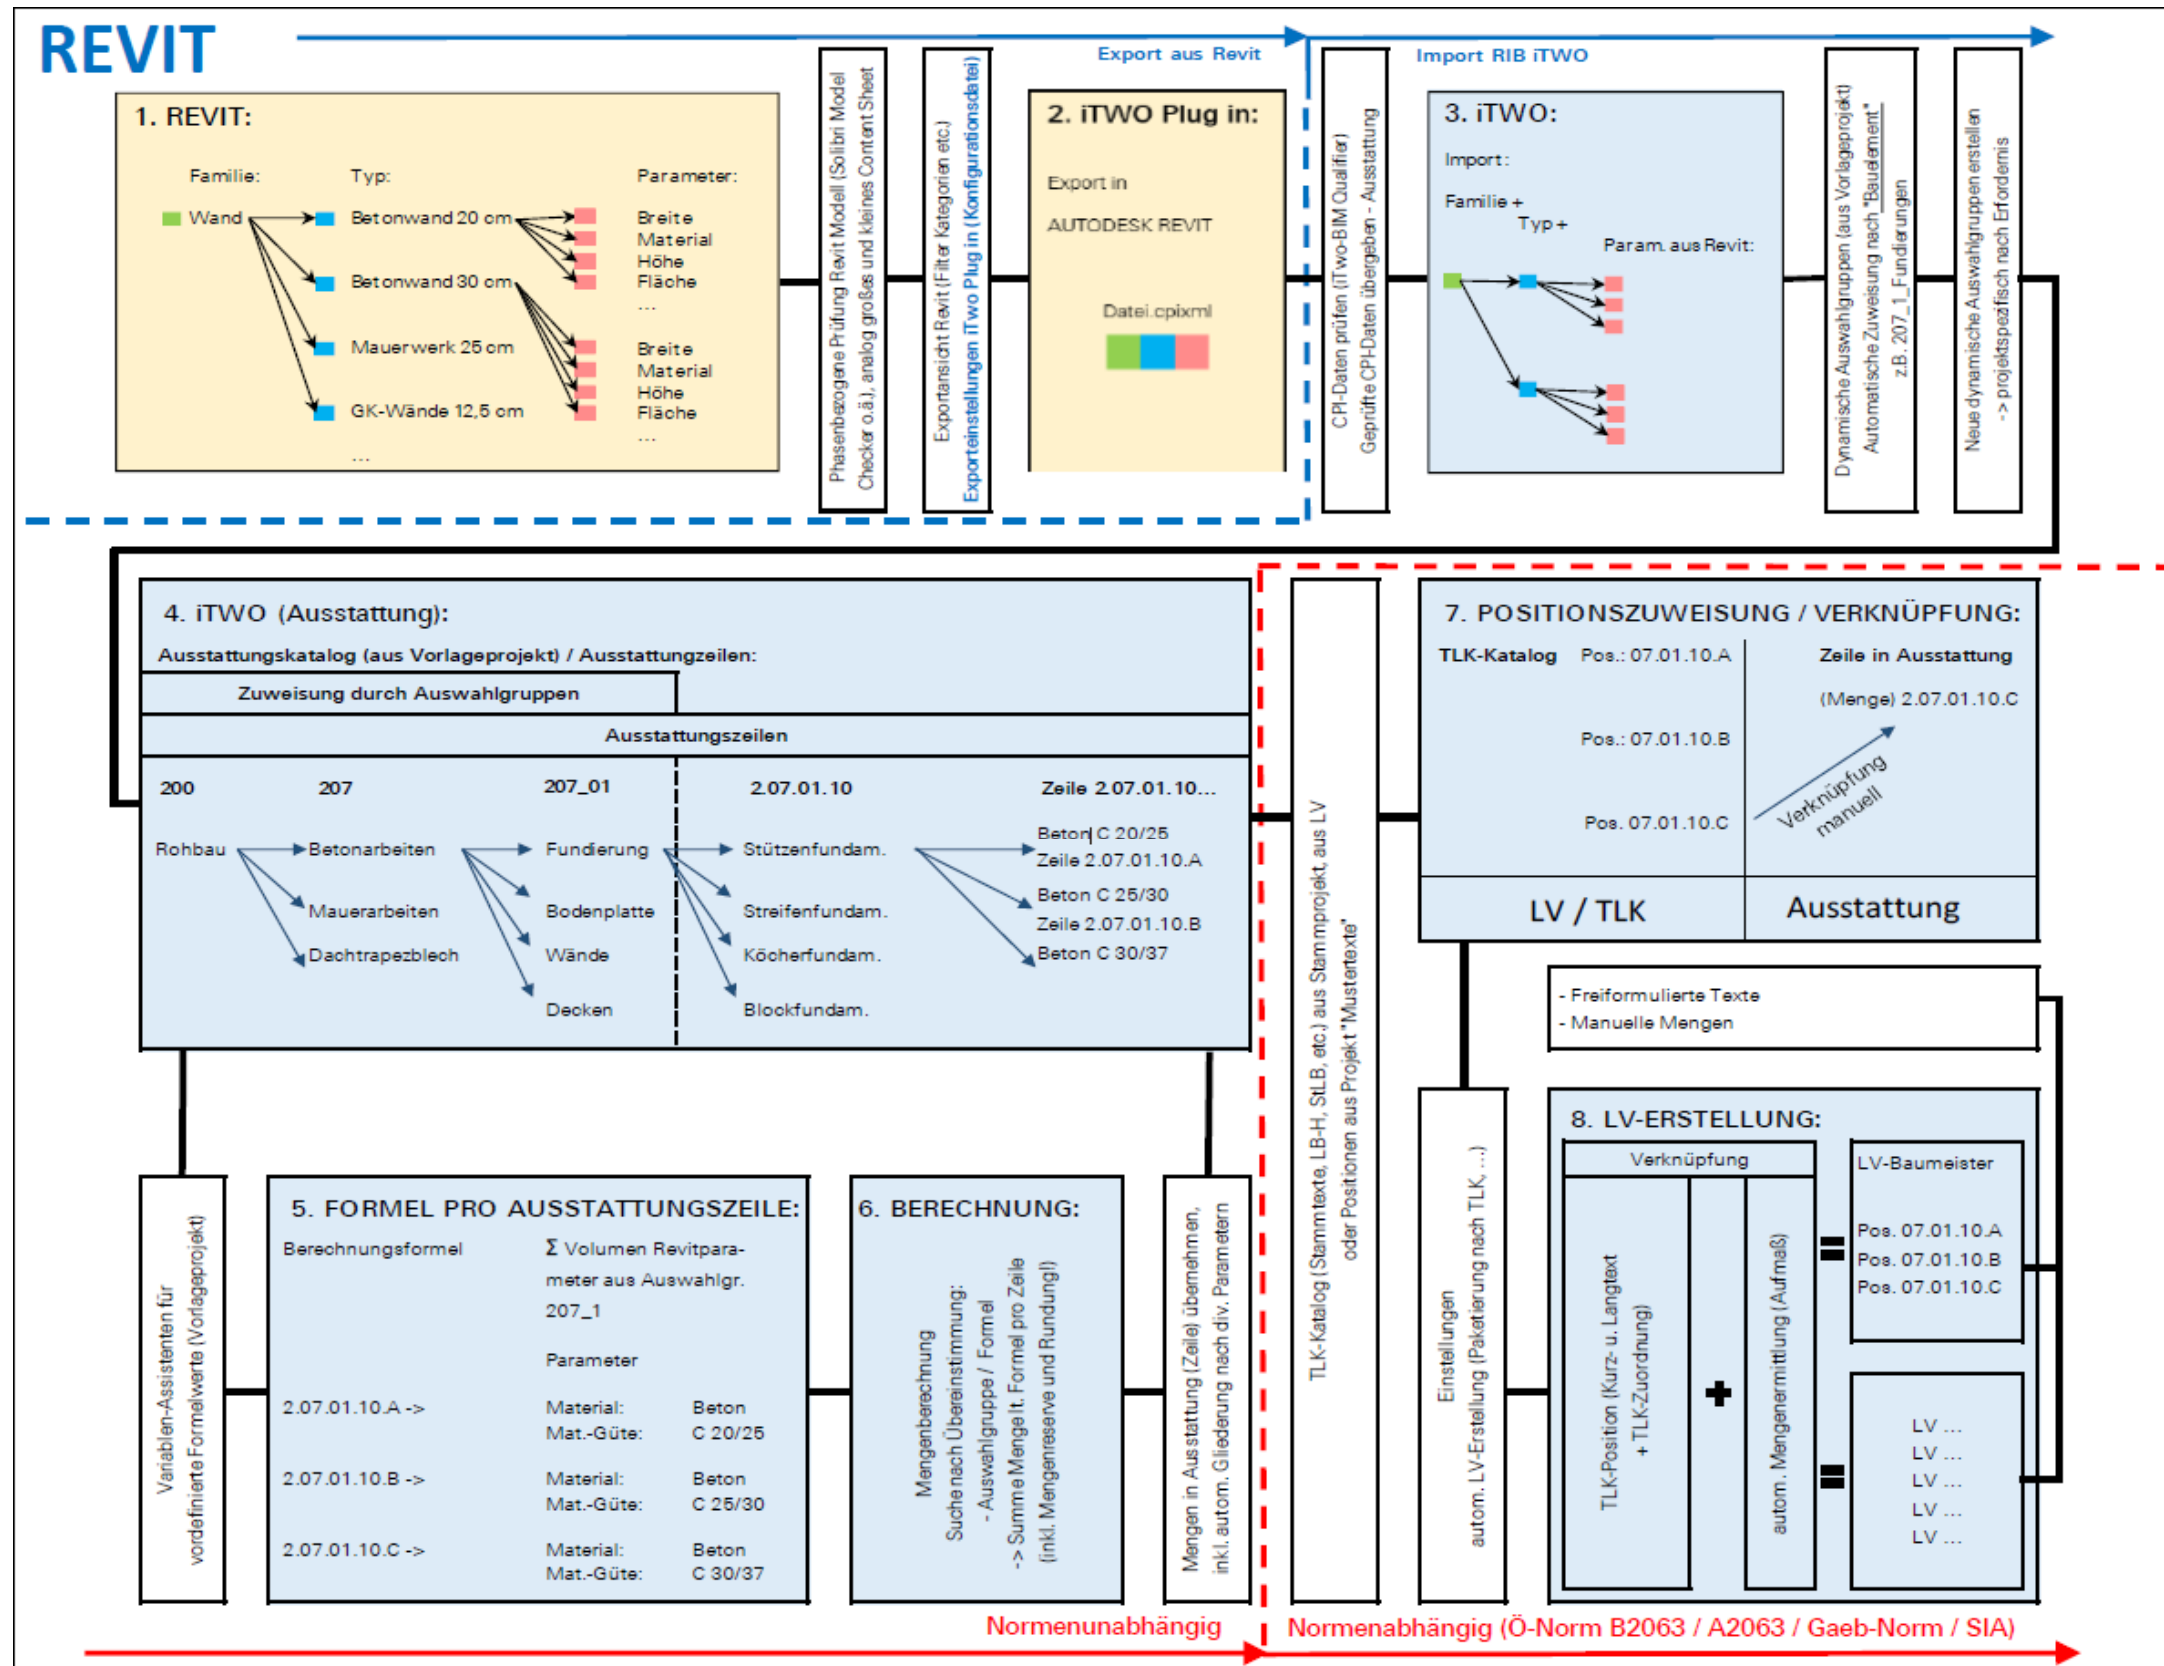 REVIT
Export aus Revit
Import RIB iTWO
1. REVIT:
Familie:
Typ:
Parameter:
Wand
Betonwand 20 cm
Breite
Material
Höhe
Fläche
...
Betonwand 30 cm
Mauerwerk 25 cm
Breite
Material
Höhe
Fläche
...
GK-Wände 12,5 cm
...
Phasenbezogene Prüfung Revit Modell (Solibri Model
Checker o.ä.), analog großes und kleines Content Sheet
Exportansicht Revit (Filter Kategorien etc.)
Exporteinstellungen iTwo Plug in (Konfigurationsdatei)
2. iTWO Plug in:
Export in
AUTODESK REVIT
Datei.cpixml
CPI-Daten prüfen (iTwo-BIM Qualifier)
Geprüfte CPI-Daten übergeben - Ausstattung
3. iTWO:
Import:
Familie +
Typ +
Param. aus Revit:
Dynamische Auswahlgruppen (aus Vorlageprojekt)
Automatische Zuweisung nach "Bauelement"
z.B. 207_1_Fundierungen
Neue dynamische Auswahlgruppen erstellen
-> projektspezifisch nach Erfordernis
4. iTWO (Ausstattung):
Ausstattungskatalog (aus Vorlageprojekt) / Ausstattungzeilen:
Zuweisung durch Auswahlgruppen
Ausstattungszeilen
200
207
207_01
2.07.01.10
Zeile 2.07.01.10...
Rohbau
Betonarbeiten
Mauerarbeiten
Dachtrapezblech
Fundierung
Bodenplatte
Wände
Decken
Stützenfundam.
Streifenfundam.
Köcherfundam.
Blockfundam.
Beton C 20/25
Zeile 2.07.01.10.A
Beton C 25/30
Zeile 2.07.01.10.B
Beton C 30/37
TLK-Katalog (Stammtexte, LB-H, StLB, etc.) aus Stammprojekt, aus LV
oder Positionen aus Projekt "Mustertexte"
7. POSITIONSZUWEISUNG / VERKNÜPFUNG:
TLK-Katalog
Pos.: 07.01.10.A
Pos.: 07.01.10.B
Pos. 07.01.10.C
Zeile in Ausstattung
(Menge) 2.07.01.10.C
Verknüpfung
manuell
LV / TLK
Ausstattung
- Freiformulierte Texte
- Manuelle Mengen
Variablen-Assistenten für
vordefinierte Formelwerte (Vorlageprojekt)
5. FORMEL PRO AUSSTATTUNGSZEILE:
Berechnungsformel
Σ Volumen Revitpara-
meter aus Auswahlgr.
207_1
Parameter
2.07.01.10.A ->
Material: Beton
Mat.-Güte: C 20/25
2.07.01.10.B ->
Material: Beton
Mat.-Güte: C 25/30
2.07.01.10.C ->
Material: Beton
Mat.-Güte: C 30/37
6. BERECHNUNG:
Mengenberechnung
Suche nach Übereinstimmung:
- Auswahlgruppe / Formel
-> Summe Menge lt. Formel pro Zeile
(inkl. Mengenreserve und Rundung!)
Mengen in Ausstattung (Zeile) übernehmen,
inkl. autom. Gliederung nach div. Parametern
Einstellungen
autom. LV-Erstellung (Paketierung nach TLK, ...)
8. LV-ERSTELLUNG:
Verknüpfung
TLK-Position (Kurz- u. Langtext
+ TLK-Zuordnung)
+
autom. Mengenermittlung (Aufmaß)
=
LV-Baumeister
Pos. 07.01.10.A
Pos. 07.01.10.B
Pos. 07.01.10.C
=
LV ...
LV ...
LV ...
LV ...
LV ...
Normenunabhängig
Normenabhängig (Ö-Norm B2063 / A2063 / Gaeb-Norm / SIA)